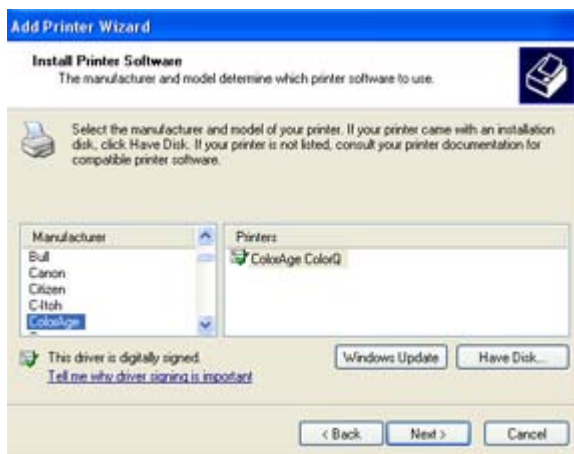 Add Printer Wizard
Install Printer Software
The manufacturer and model determine which printer software to use.
Select the manufacturer and model of your printer. If your printer came with an installation
disk, click Have Disk. If your printer is not listed, consult your printer documentation for
compatible printer software.
Manufacturer
Bull
Canon
Citizen
C-Itoh
ColorAge
Printers
ColorAge ColorQ
This driver is digitally signed.
Tell me why driver signing is important
Windows Update
Have Disk...
< Back
Next >
Cancel